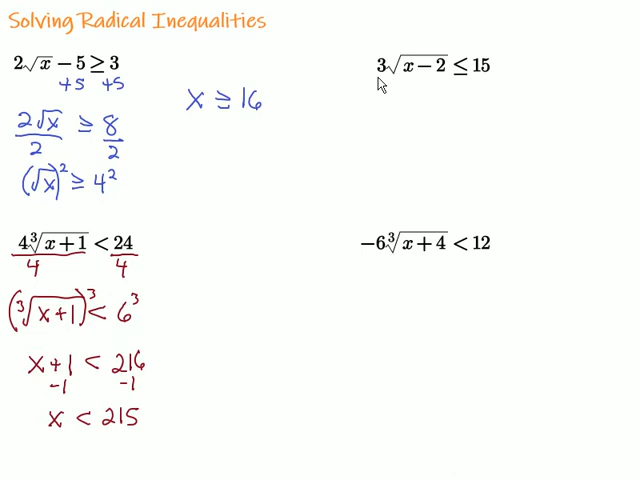 Solving Radical Inequalities
2√x − 5 ≥ 3
+5 +5
2√x ≥ 8
2 2
(√x)² ≥ 4²
x ≥ 16
3√(x − 2) ≤ 15
4∛(x + 1) < 24
4 4
(∛(x+1))³ < 6³
x+1 < 216
-1 -1
x < 215
−6∛(x + 4) < 12